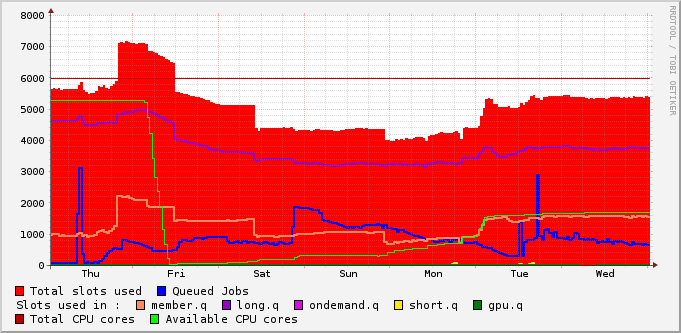 8000
7000
6000
5000
4000
3000
2000
1000
0
Thu Fri Sat Sun Mon Tue Wed
RRDTOOL / TOBI OETIKER
Total slots used Queued Jobs
Slots used in : member.q long.q ondemand.q short.q gpu.q
Total CPU cores Available CPU cores